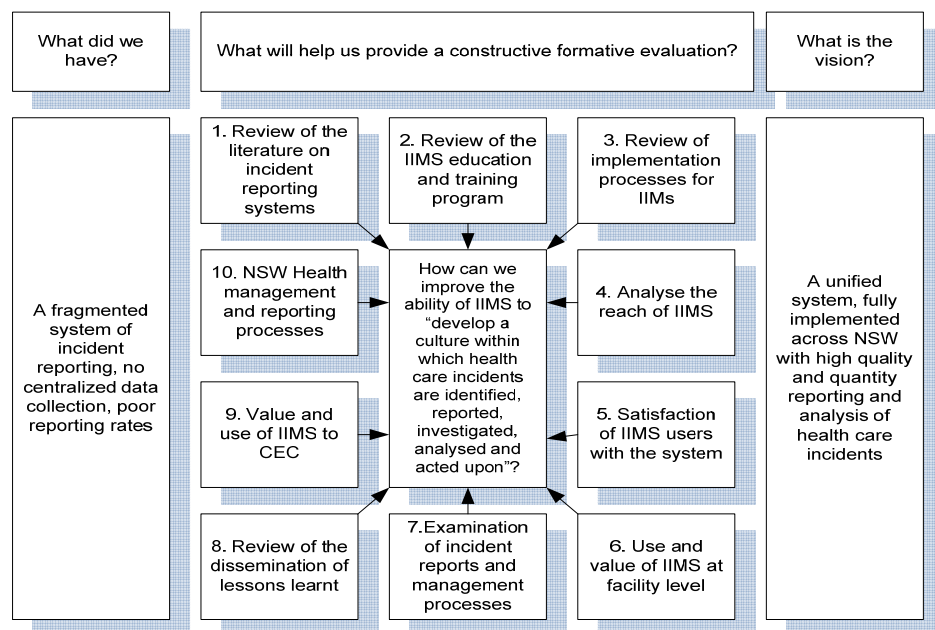 What did we
have?
What will help us provide a constructive formative evaluation?
What is the
vision?
A fragmented
system of
incident
reporting, no
centralized data
collection, poor
reporting rates
1. Review of the
literature on
incident
reporting
systems
2. Review of the
IIMS education
and training
program
3. Review of
implementation
processes for
IIMs
10. NSW Health
management
and reporting
processes
How can we
improve the
ability of IIMS to
“develop a
culture within
which health
care incidents
are identified,
reported,
investigated,
analysed and
acted upon”?
4. Analyse the
reach of IIMS
9. Value and
use of IIMS to
CEC
5. Satisfaction
of IIMS users
with the system
8. Review of the
dissemination of
lessons learnt
7.Examination
of incident
reports and
management
processes
6. Use and
value of IIMS at
facility level
A unified
system, fully
implemented
across NSW
with high quality
and quantity
reporting and
analysis of
health care
incidents